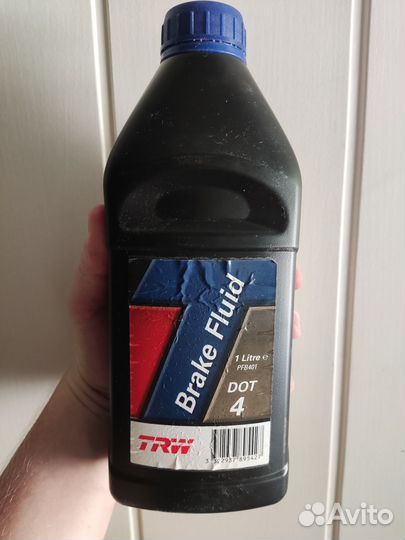 Brake Fluid
1 Litre e
PFB401
DOT
4
TRW
Avito